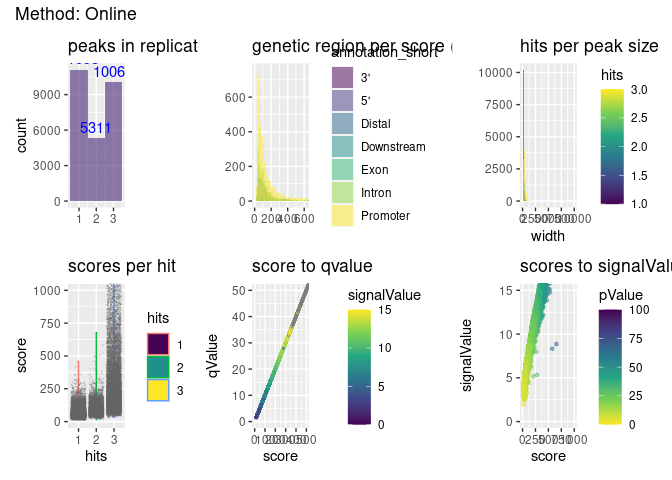 Method: Online
peaks in replicat
genetic region per score (
hits per peak size
count
9000
6000
3000
0
1006
5311
1 2 3
annotation_short
3'
5'
Distal
Downstream
Exon
Intron
Promoter
600
400
200
0
0 200 400 600
10000
7500
5000
2500
0
width
hits
3.0
2.5
2.0
1.5
1.0
scores per hit
score to qvalue
scores to signalValu
score
1000
750
500
250
0
1 2 3
hits
hits
1
2
3
qValue
50
40
30
20
10
0
score
signalValue
15
10
5
0
signalValue
15
10
5
0
score
pValue
100
75
50
25
0